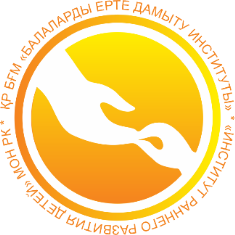 ҚР БҒМ «БАЛАЛАРДЫ ЕРТЕ ДАМЫТУ ИНСТИТУТЫ» *
«ИНСТИТУТ РАННЕГО РАЗВИТИЯ ДЕТЕЙ» МОН РК *